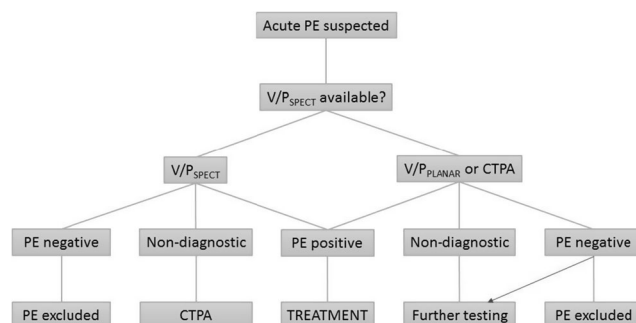 Acute PE suspected
V/PSPECT available?
V/PSPECT
V/PPLANAR or CTPA
PE negative
Non-diagnostic
PE positive
Non-diagnostic
PE negative
PE excluded
CTPA
TREATMENT
Further testing
PE excluded